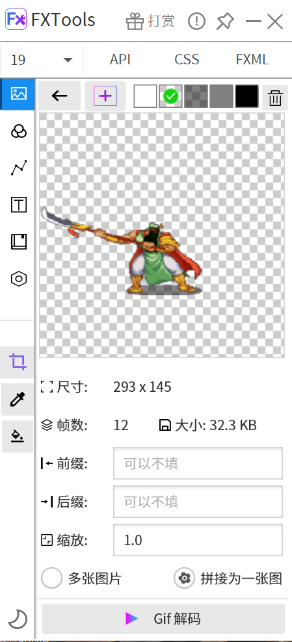 Fx FXTools 打赏
19 API CSS FXML
尺寸: 293 x 145
帧数: 12 大小: 32.3 KB
前缀: 可以不填
后缀: 可以不填
缩放: 1.0
多张图片 拼接为一张图
Gif 解码